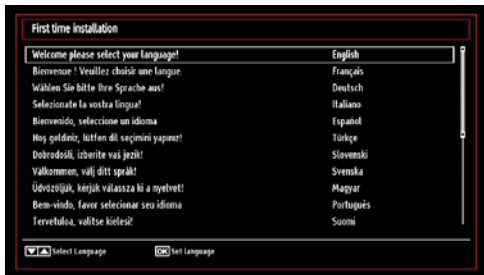 First time installation
Welcome please select your language! English
Bienvenue ! Veuillez choisir une langue. Français
Wählen Sie bitte Ihre Sprache aus! Deutsch
Selezionate la vostra lingua! Italiano
Bienvenido, seleccione un idioma Español
Hoş geldiniz, lütfen dil seçimini yapınız! Türkçe
Dobrodošli, izberite vaš jezik! Slovenski
Välkommen, välj ditt språk! Svenska
Üdvözöljük, kérjük válassza ki a nyelvet! Magyar
Bem-vindo, favor selecionar seu idioma Português
Tervetuloa, valitse kielesi! Suomi
Select Language OK Set language